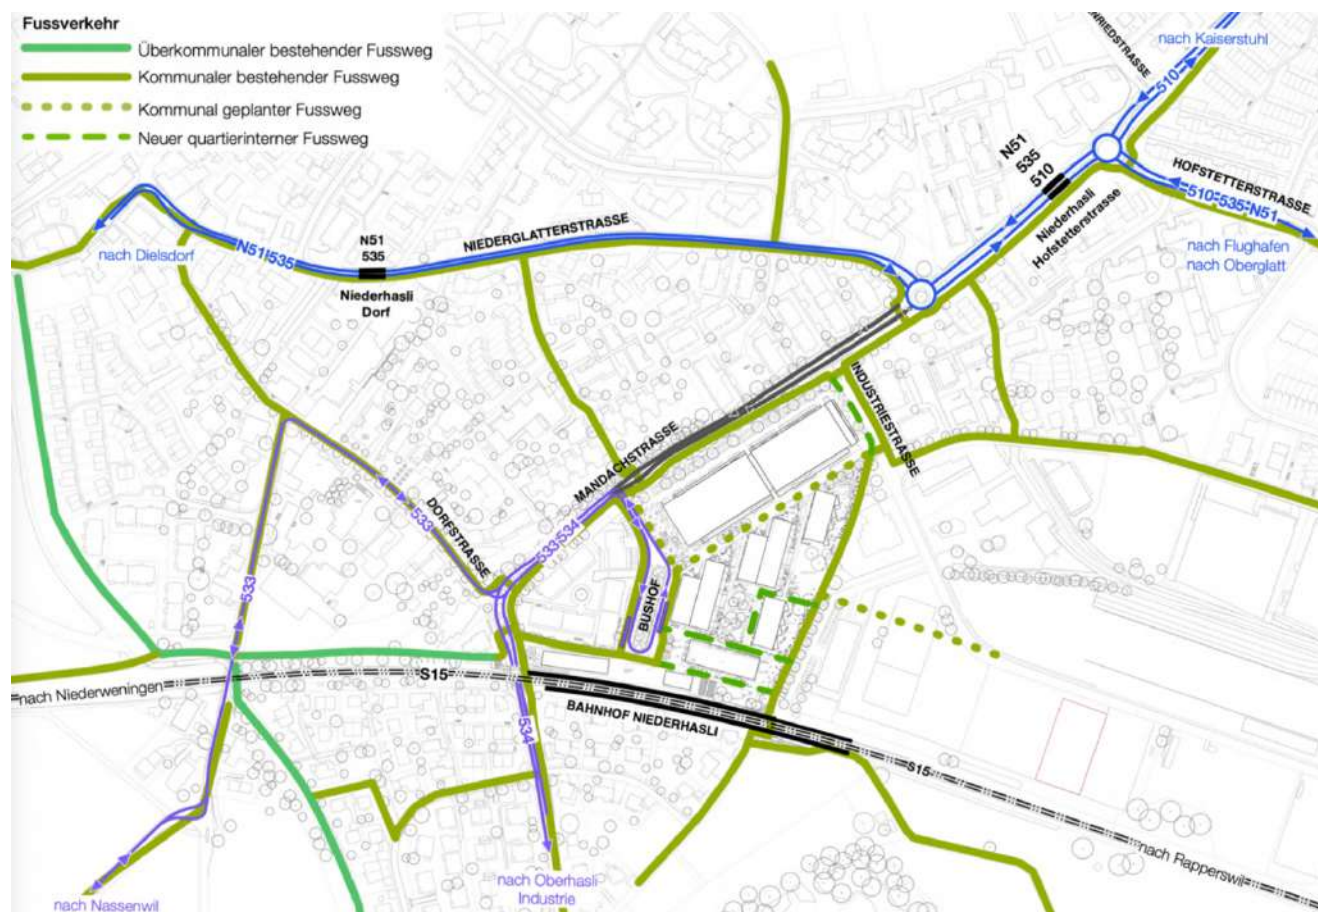 Fussverkehr
Überkommunaler bestehender Fussweg
Kommunaler bestehender Fussweg
Kommunal geplanter Fussweg
Neuer quartierinterner Fussweg
nach Kaiserstuhl
510
N51
535
510
HOFSTETTERSTRASSE
510 535 N51
Niederhasli
Hofstetterstrasse
nach Flughafen
nach Oberglatt
nach Dielsdorf
N51 535
N51
535
NIEDERGLATTERSTRASSE
Niederhasli
Dorf
INDUSTRIESTRASSE
MANDACHSTRASSE
DORFSTRASSE
533
533 534
533
BUSHOF
nach Niederweningen
S15
BAHNHOF NIEDERHASLI
534
S15
nach Rapperswil
nach Oberhasli
Industrie
nach Nassenwil